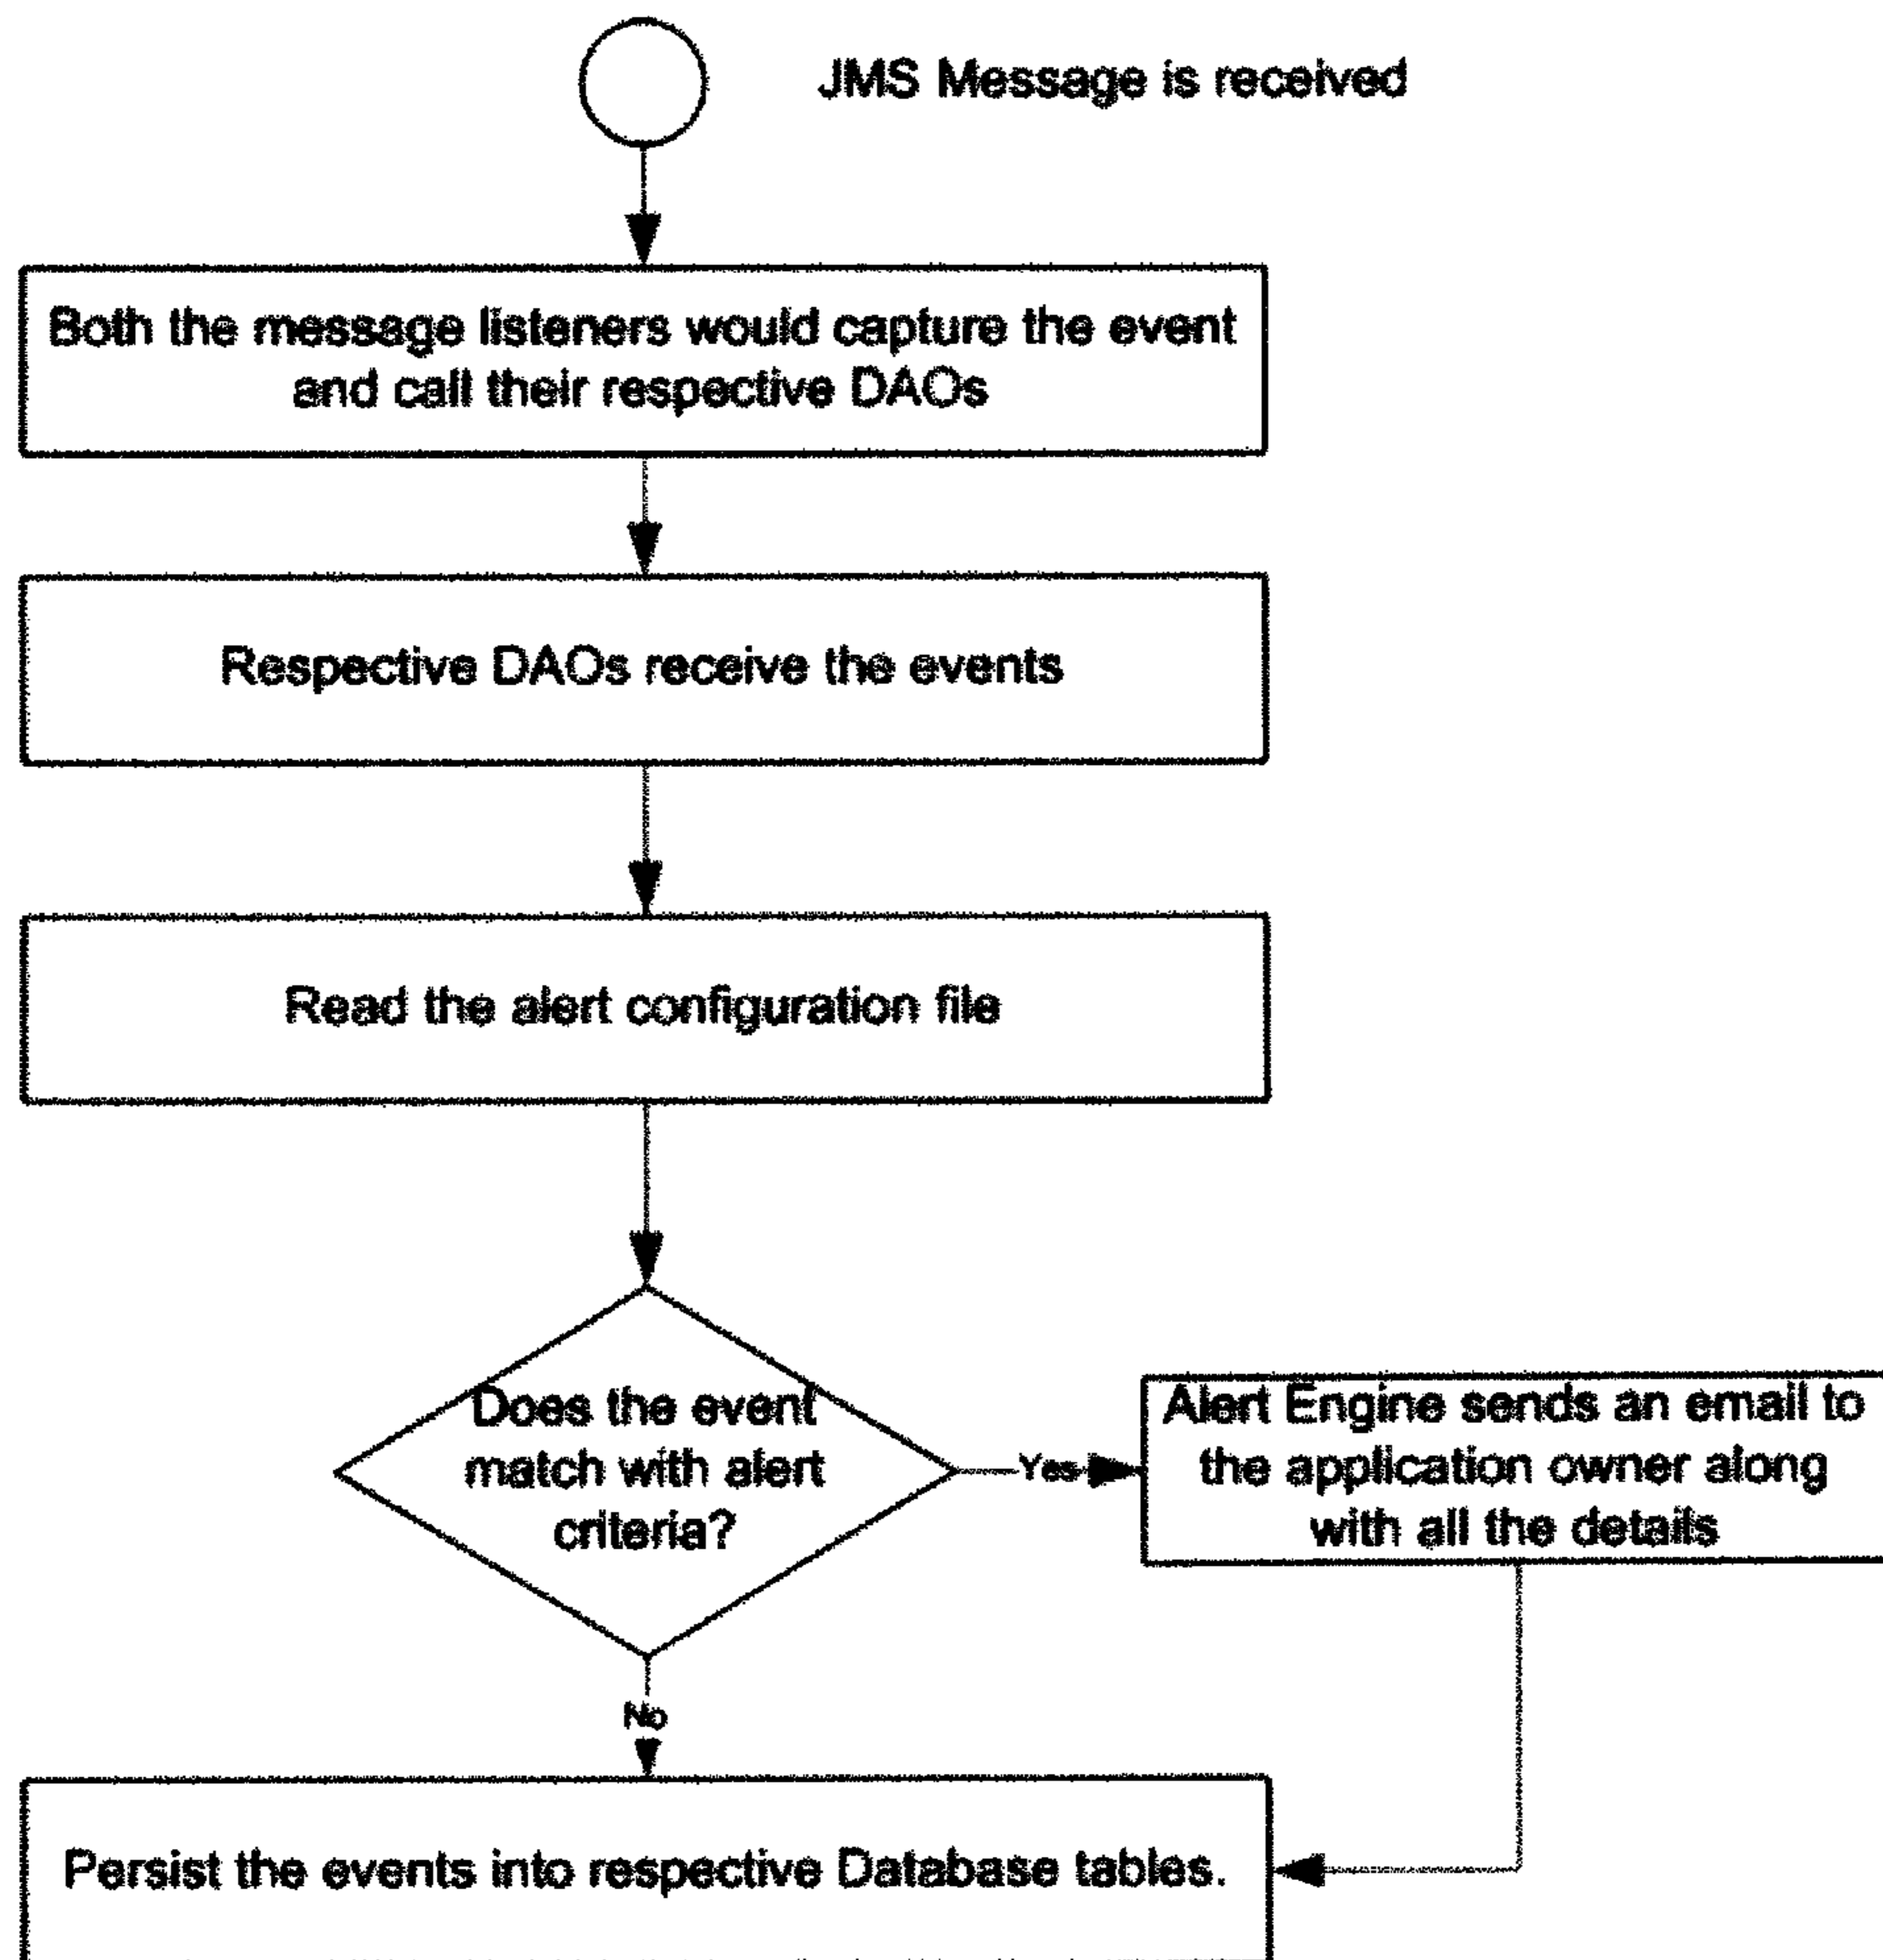 JMS Message is received
Both the message listeners would capture the event
and call their respective DAOs
Respective DAOs receive the events
Read the alert configuration file
Does the event
match with alert
criteria?
Yes
Alert Engine sends an email to
the application owner along
with all the details
No
Persist the events into respective Database tables.